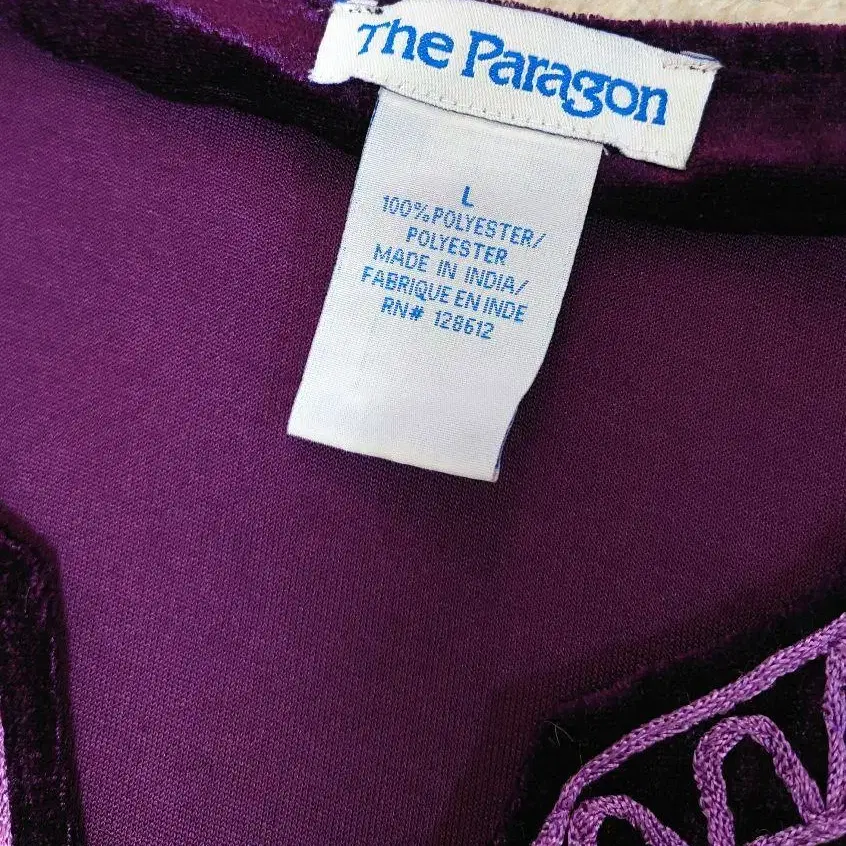 The Paragon
L
100%POLYESTER/
POLYESTER
MADE IN INDIA/
FABRIQUE EN INDE
RN# 128612